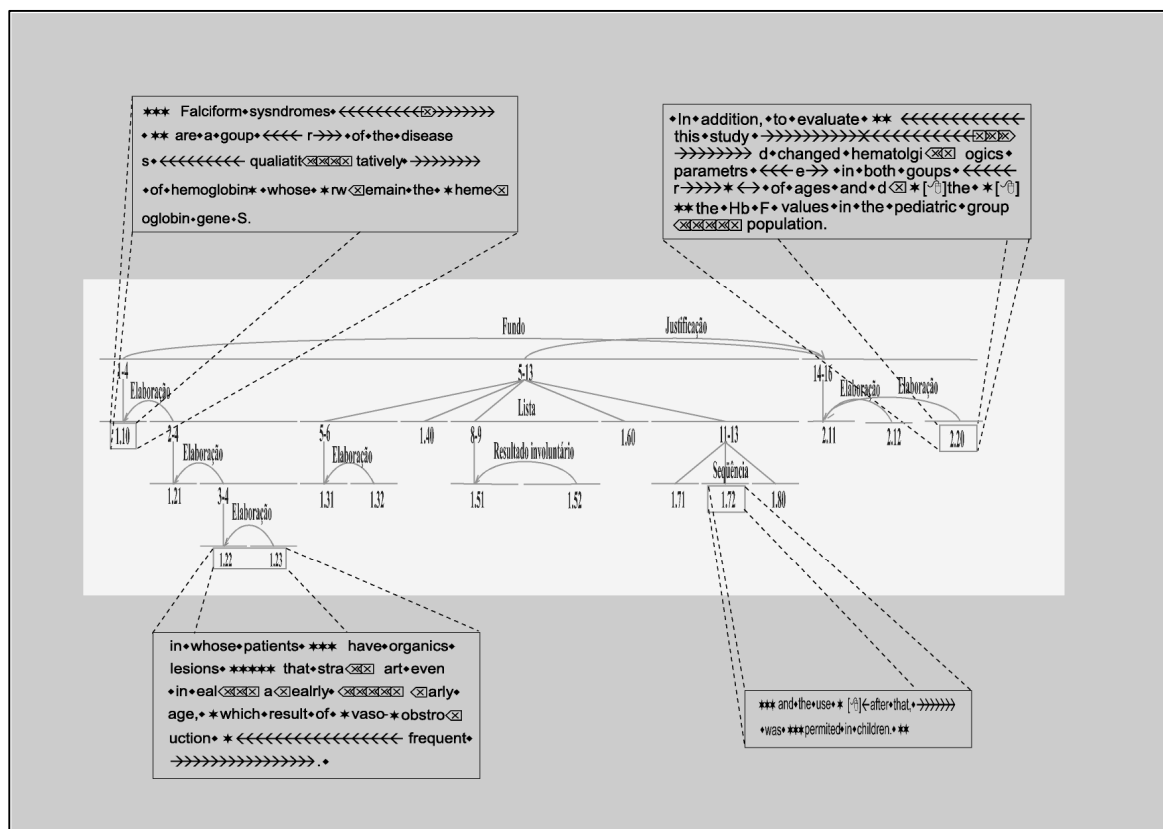 ✶✶✶ Falciform◆sysndromes◆←←←←←←←←←←⌫→→→→→→→→
◆✶✶ are◆a◆goup◆←←←← r→→→→◆of◆the◆disease
s◆←←←←←←←←← qualiatit⌫⌫⌫⌫ tatively◆→→→→→→→→
◆of◆hemoglobin✶◆whose◆✶rw⌫emain◆the◆✶heme⌫
oglobin◆gene◆S.
◆In◆addition,◆to◆evaluate◆✶✶ ←←←←←←←←←←←←
this◆study◆→→→→→→→→→→←←←←←←←←←←⌫⌫⌫
→→→→→→→→ d◆changed◆hematolgi⌫⌫ ogics◆
parametrs◆←←←e→→◆in◆both◆goups◆←←←←←
r→→→→✶←→◆of◆ages◆and◆d⌫✶[🖱]the◆✶[🖱]
✶✶the◆Hb◆F◆values◆in◆the◆pediatric◆group
⌫⌫⌫⌫⌫ population.
Fundo Justificação
1-4 5-13 14-16
Elaboração Elaboração Elaboração
Lista
1.10 2-4 5-6 1.40 8-9 1.60 11-13 2.11 2.12 2.20
Elaboração Elaboração Resultado involuntário Seqüência
1.21 3-4 1.31 1.32 1.51 1.52 1.71 1.72 1.80
Elaboração
1.22 1.23
in◆whose◆patients◆✶✶✶ have◆organics◆
lesions◆✶✶✶✶✶ that◆stra⌫⌫ art◆even
◆in◆eal⌫⌫⌫ a⌫ealrly◆⌫⌫⌫⌫⌫ ⌫arly◆
age,◆✶which◆result◆of◆✶vaso-✶obstro⌫
uction◆✶←←←←←←←←←←←←←←←←←← frequent◆
→→→→→→→→→→→→→→→→.◆
✶✶✶and◆the◆use◆✶[🖱]←after◆that,◆→→→→→→→
◆was◆✶✶✶permited◆in◆children.◆✶✶